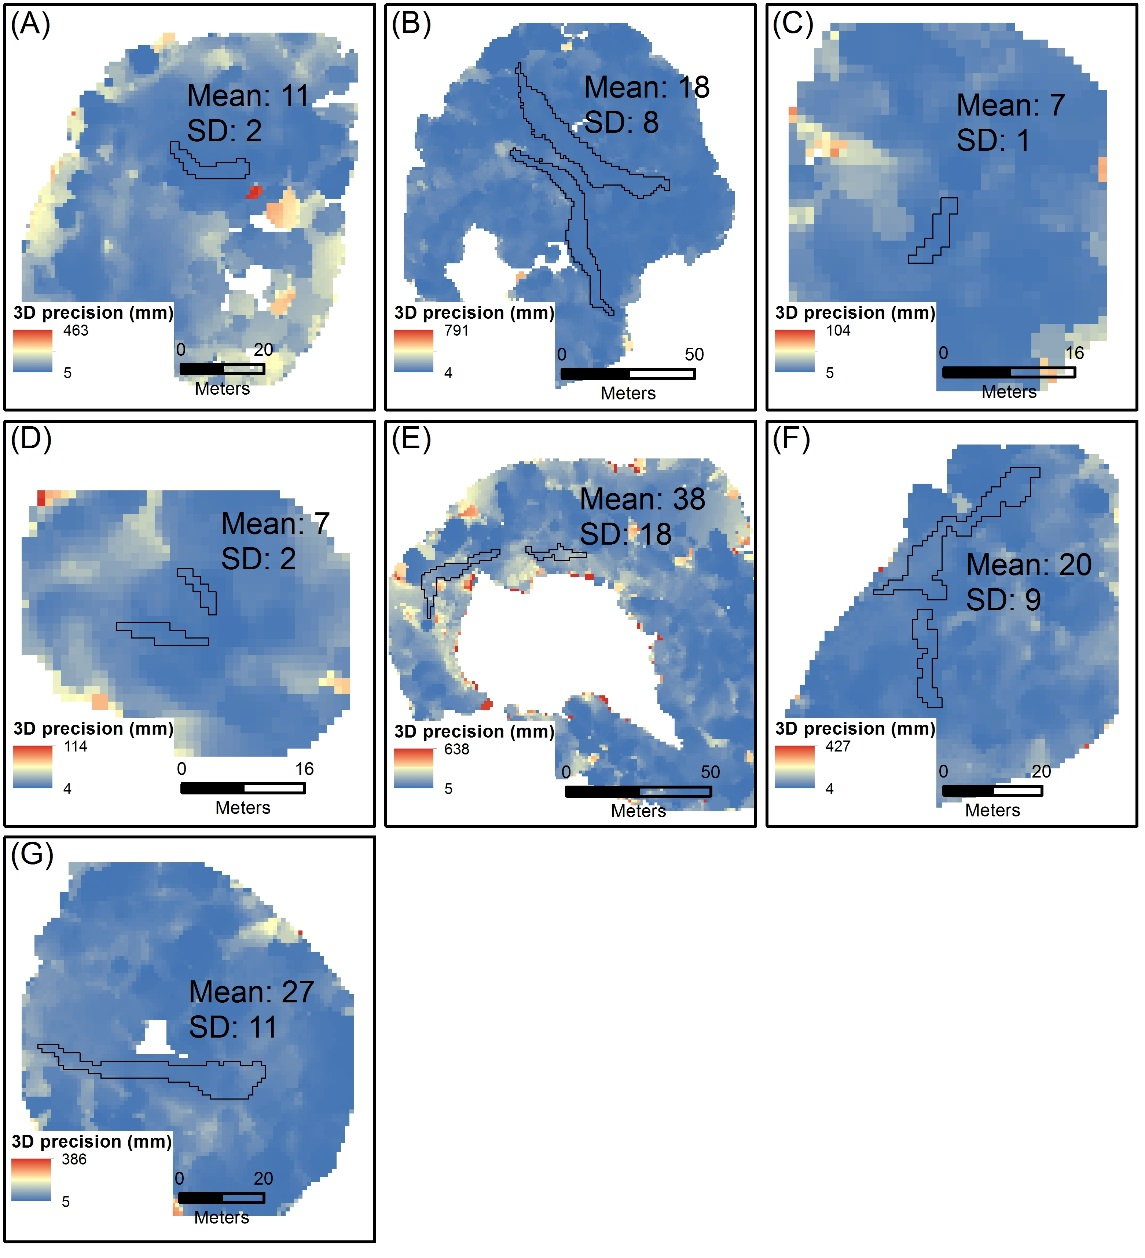 (A)
Mean: 11
SD: 2
3D precision (mm)
463
5
0 20
Meters
(B)
Mean: 18
SD: 8
3D precision (mm)
791
4
0 50
Meters
(C)
Mean: 7
SD: 1
3D precision (mm)
104
5
0 16
Meters
(D)
Mean: 7
SD: 2
3D precision (mm)
114
4
0 16
Meters
(E)
Mean: 38
SD: 18
3D precision (mm)
638
5
0 50
Meters
(F)
Mean: 20
SD: 9
3D precision (mm)
427
4
0 20
Meters
(G)
Mean: 27
SD: 11
3D precision (mm)
386
5
0 20
Meters